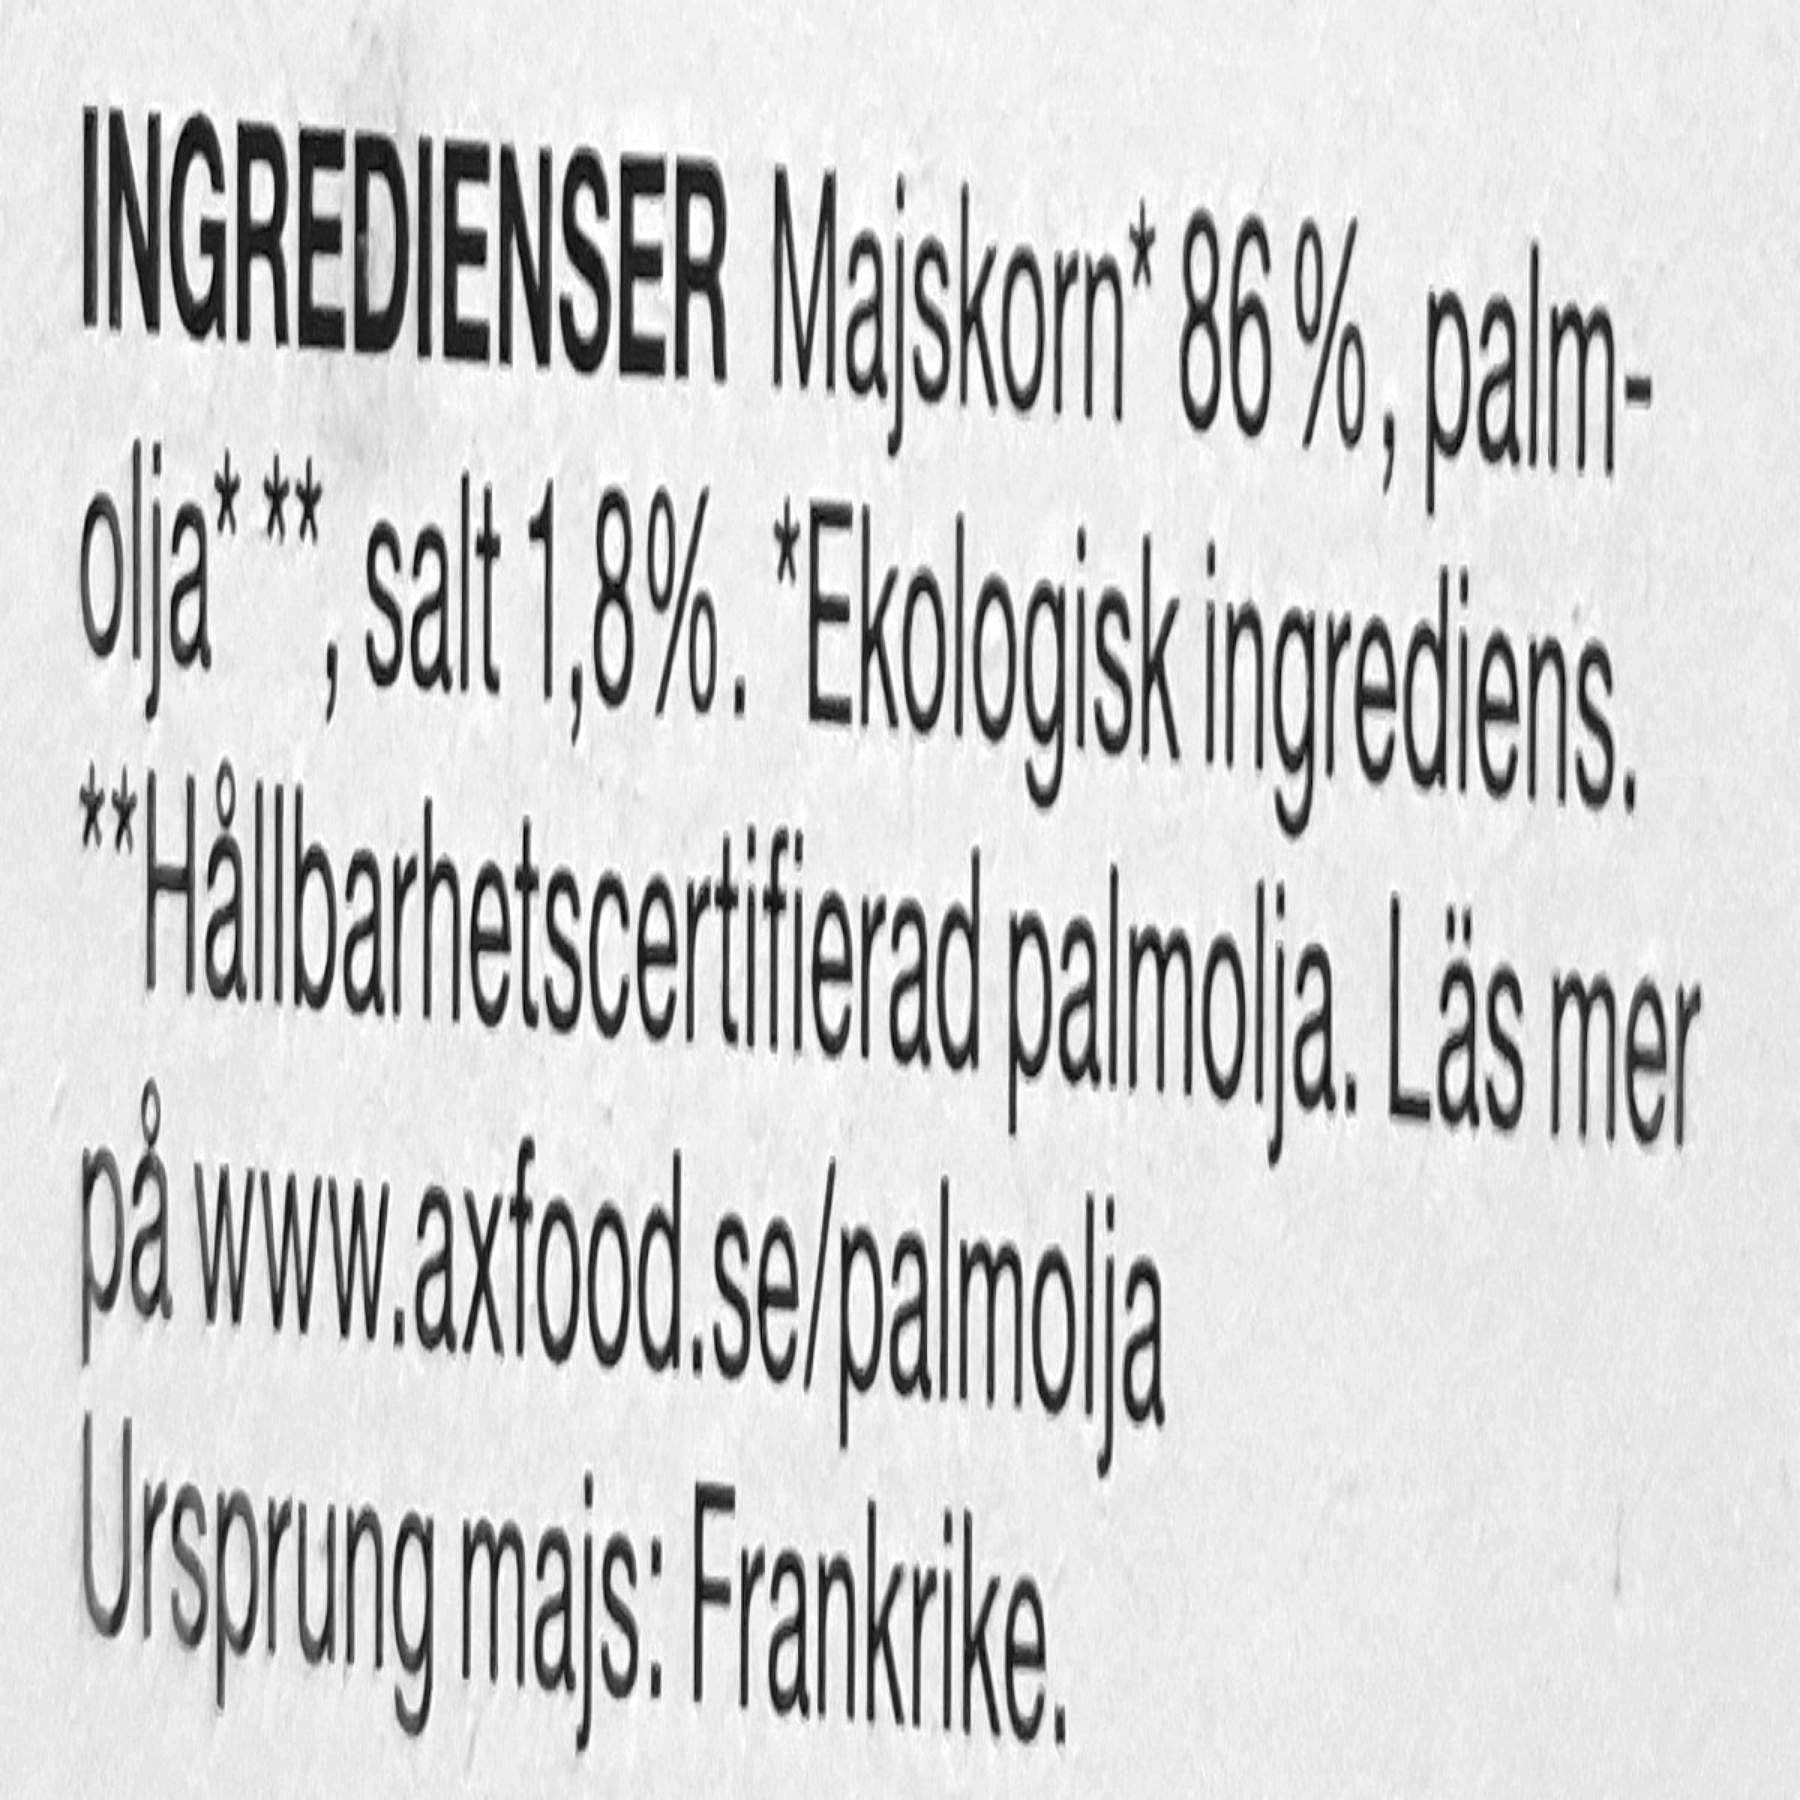 INGREDIENSER Majskorn* 86 %, palm-
olja* **, salt 1,8%. *Ekologisk ingrediens.
**Hållbarhetscertifierad palmolja. Läs mer
på www.axfood.se/palmolja
Ursprung majs: Frankrike.